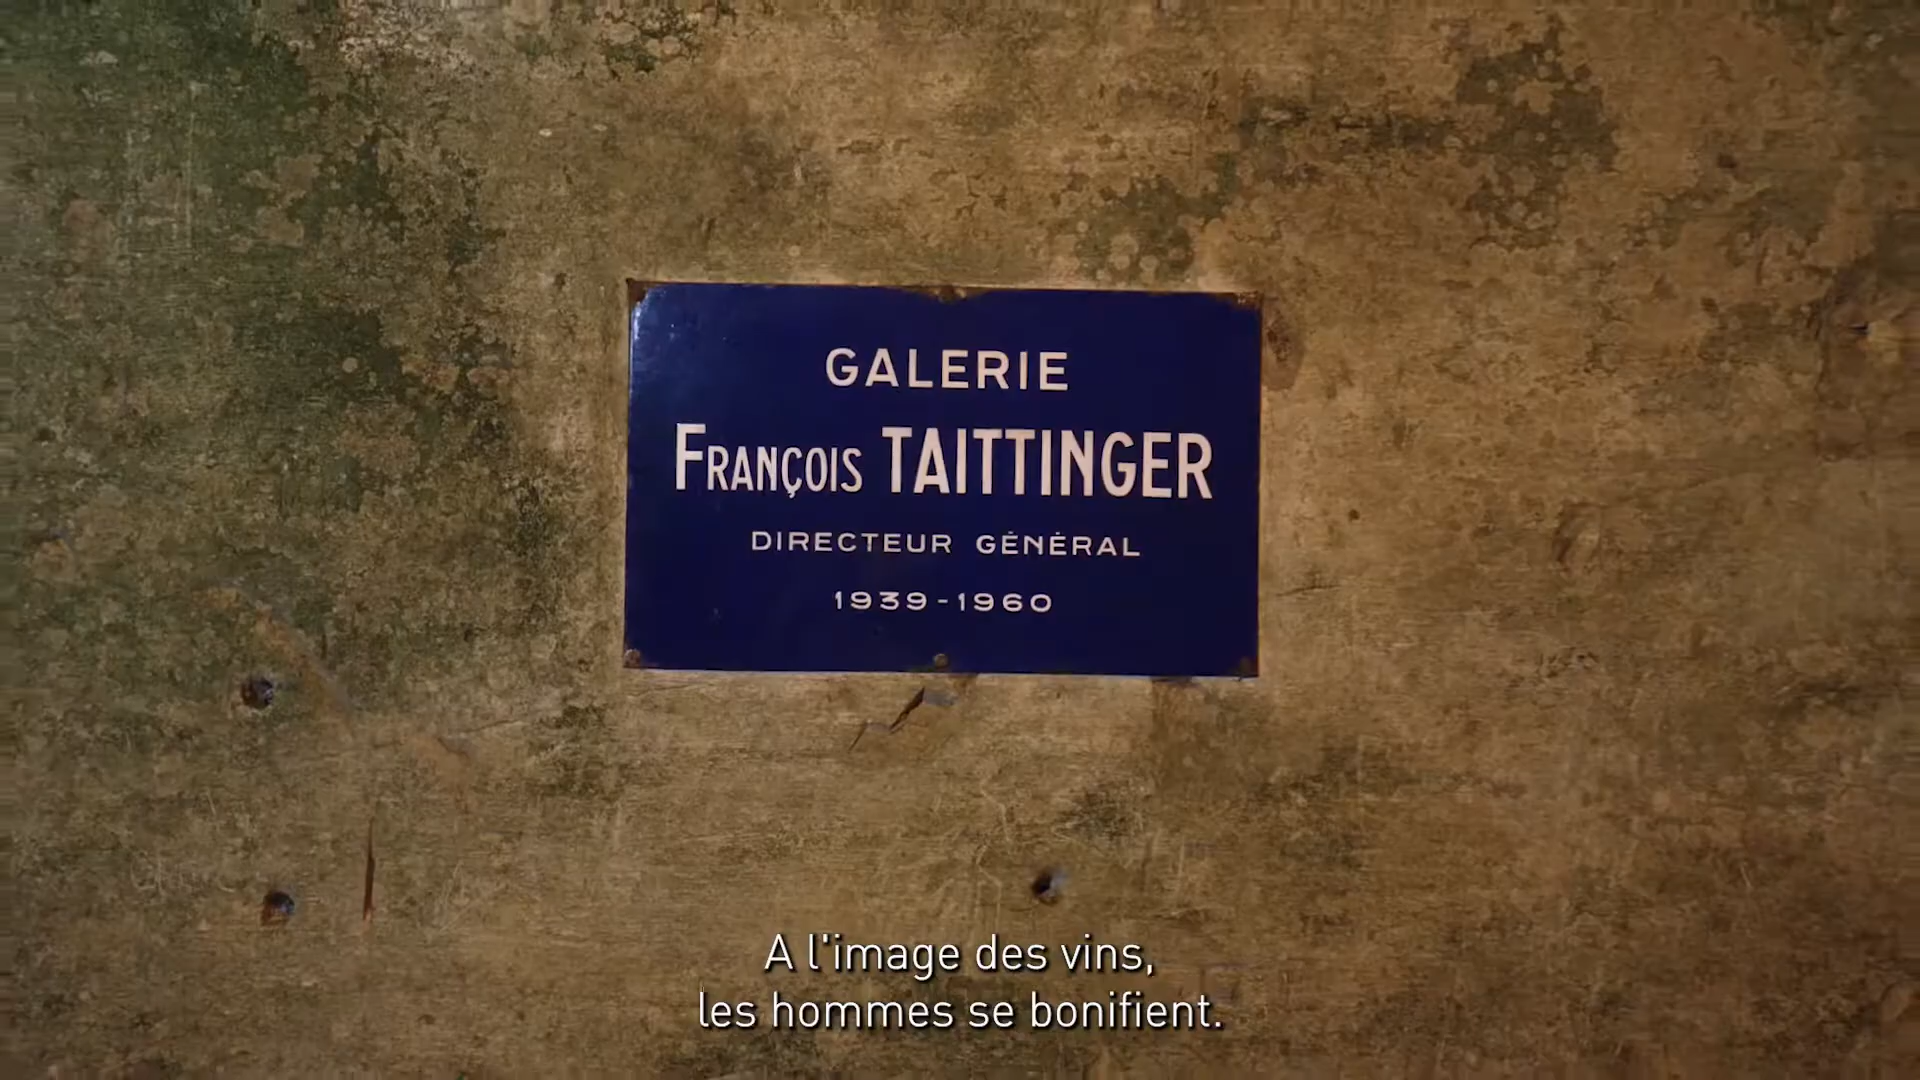 GALERIE
FRANÇOIS TAITTINGER
DIRECTEUR GÉNÉRAL
1939-1960
A l'image des vins,
les hommes se bonifient.